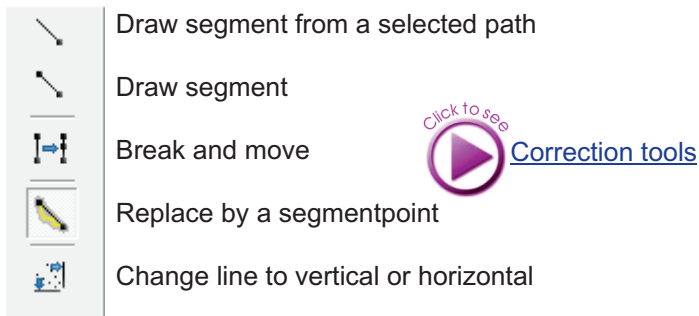 Draw segment from a selected path
Draw segment
Click to see
Break and move
Correction tools
Replace by a segmentpoint
Change line to vertical or horizontal